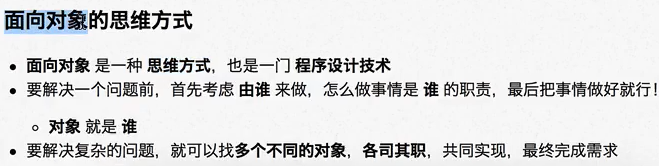 面向对象的思维方式
面向对象 是一种 思维方式，也是一门 程序设计技术
要解决一个问题前，首先考虑 由谁 来做，怎么做事情是 谁 的职责，最后把事情做好就行！
对象 就是 谁
要解决复杂的问题，就可以找多个不同的对象，各司其职，共同实现，最终完成需求